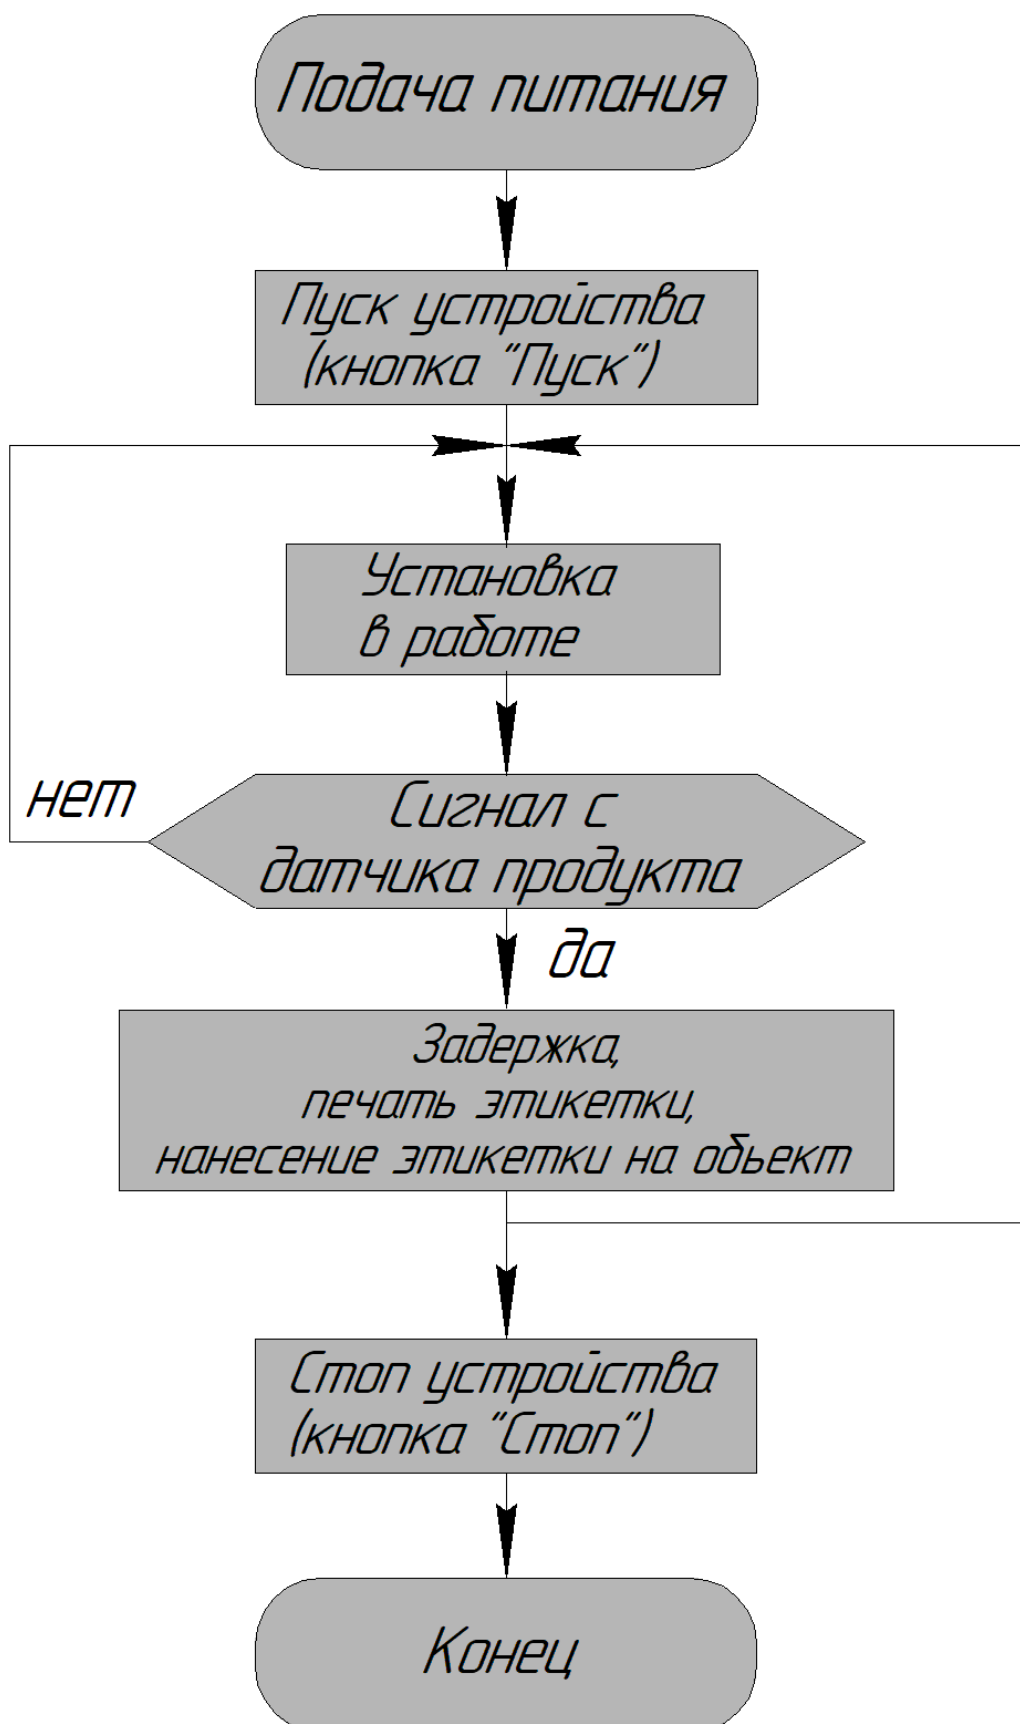 Подача питания
Пуск устройства
(кнопка "Пуск")
Установка
в работе
нет
Сигнал с
датчика продукта
да
Задержка,
печать этикетки,
нанесение этикетки на обьект
Стоп устройства
(кнопка "Стоп")
Конец